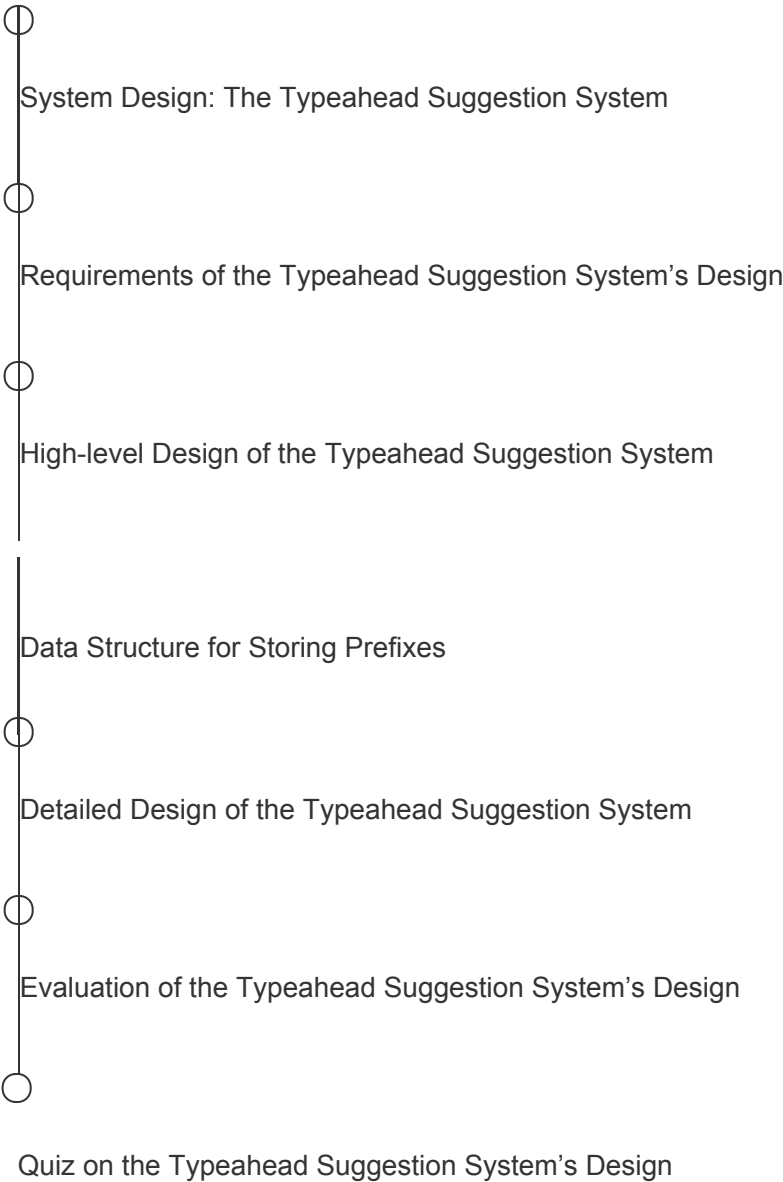 System Design: The Typeahead Suggestion System
Requirements of the Typeahead Suggestion System’s Design
High-level Design of the Typeahead Suggestion System
Data Structure for Storing Prefixes
Detailed Design of the Typeahead Suggestion System
Evaluation of the Typeahead Suggestion System’s Design
Quiz on the Typeahead Suggestion System’s Design